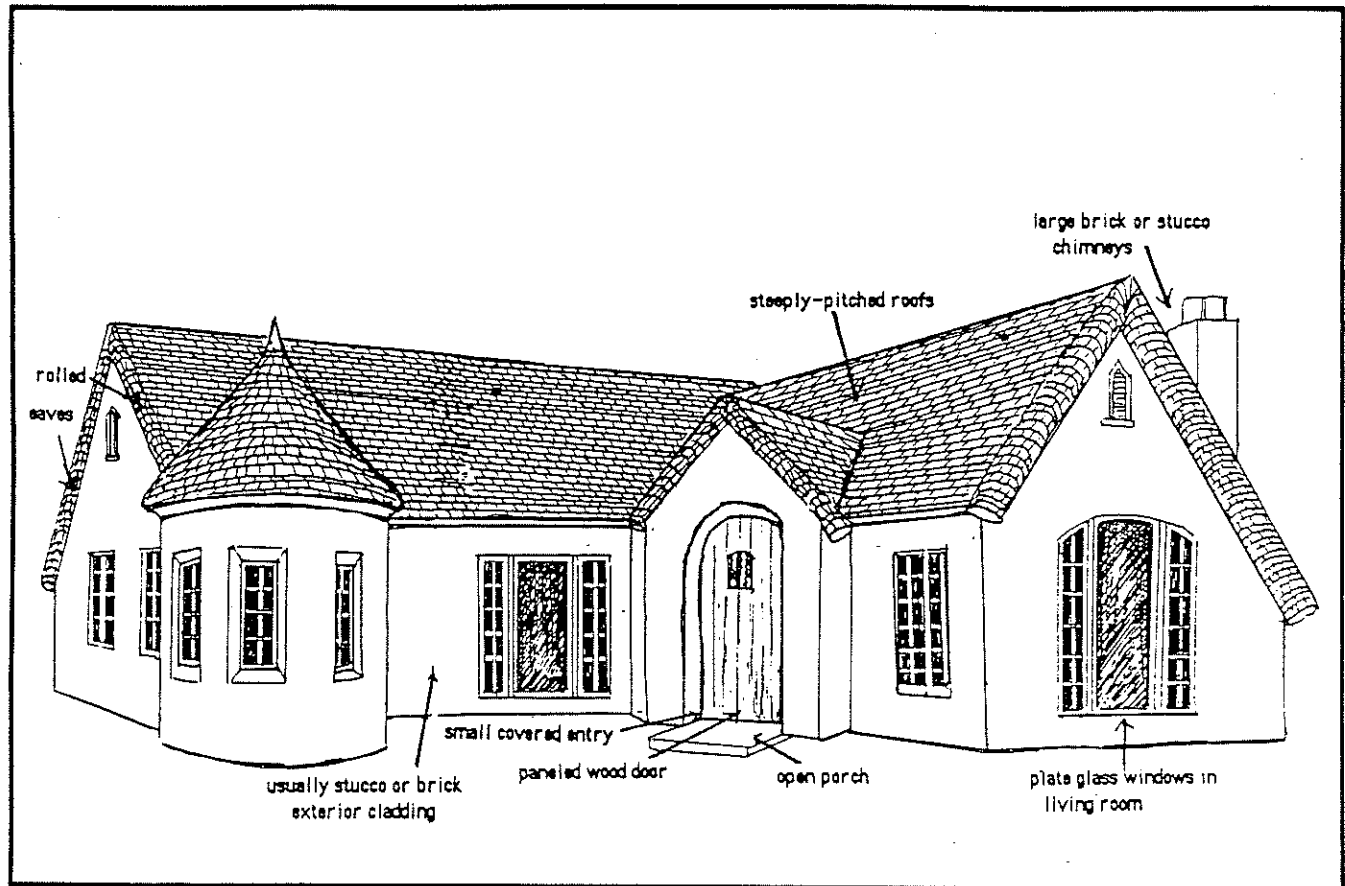 large brick or stucco
chimneys
steeply-pitched roofs
rolled
eaves
small covered entry
paneled wood door
open porch
usually stucco or brick
exterior cladding
plate glass windows in
living room